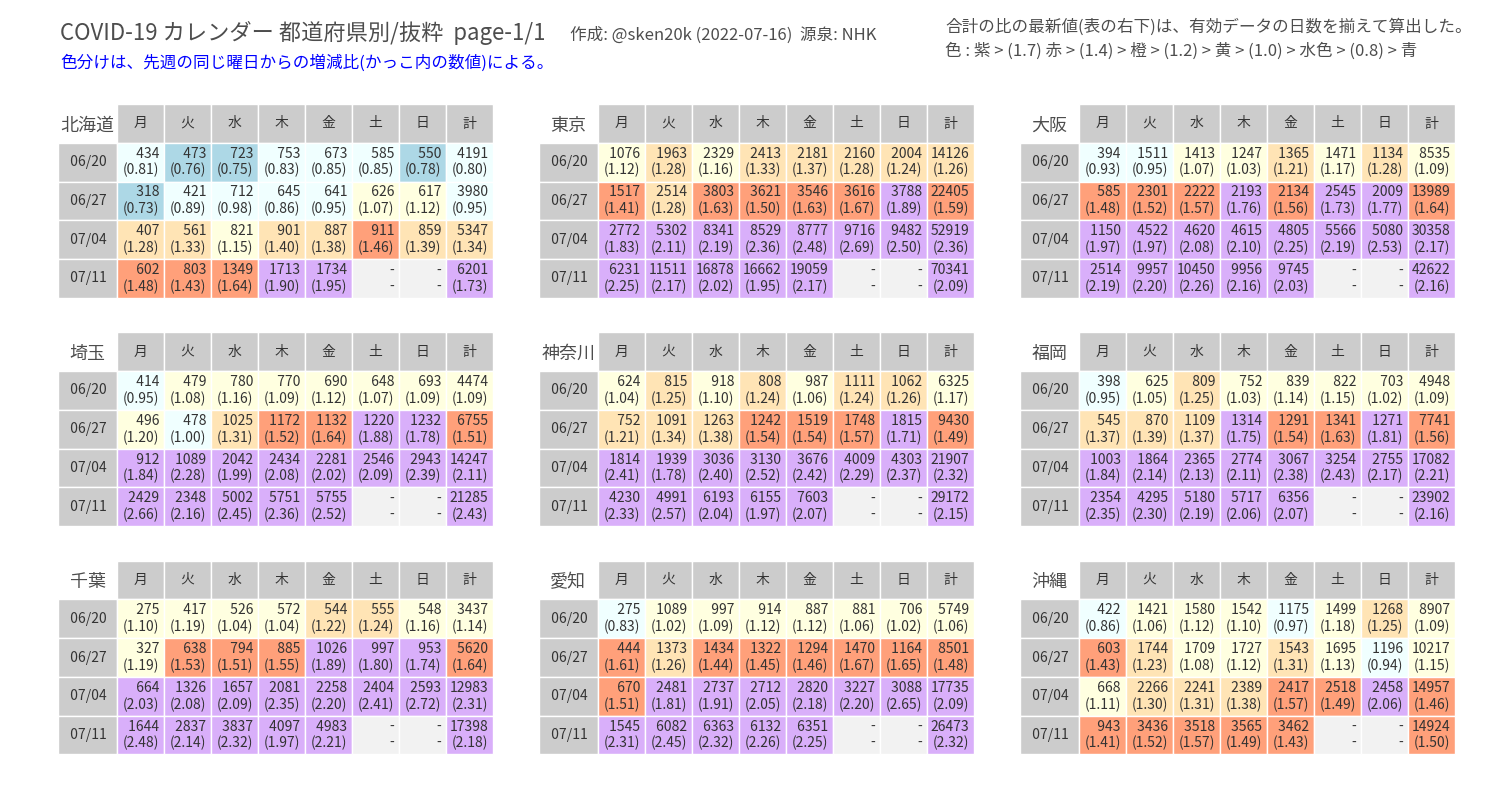 COVID-19 カレンダー 都道府県別/抜粋 page-1/1 作成: @sken20k (2022-07-16) 源泉: NHK
合計の比の最新値(表の右下)は、有効データの日数を揃えて算出した。
色分けは、先週の同じ曜日からの増減比(かっこ内の数値)による。
色 : 紫 > (1.7) 赤 > (1.4) > 橙 > (1.2) > 黄 > (1.0) > 水色 > (0.8) > 青
北海道 月 火 水 木 金 土 日 計
06/20 434 473 723 753 673 585 550 4191
(0.81) (0.76) (0.75) (0.83) (0.85) (0.85) (0.78) (0.80)
06/27 318 421 712 645 641 626 617 3980
(0.73) (0.89) (0.98) (0.86) (0.95) (1.07) (1.12) (0.95)
07/04 407 561 821 901 887 911 859 5347
(1.28) (1.33) (1.15) (1.40) (1.38) (1.46) (1.39) (1.34)
07/11 602 803 1349 1713 1734 - - 6201
(1.48) (1.43) (1.64) (1.90) (1.95) - - (1.73)
東京 月 火 水 木 金 土 日 計
06/20 1076 1963 2329 2413 2181 2160 2004 14126
(1.12) (1.28) (1.16) (1.33) (1.37) (1.28) (1.24) (1.26)
06/27 1517 2514 3803 3621 3546 3616 3788 22405
(1.41) (1.28) (1.63) (1.50) (1.63) (1.67) (1.89) (1.59)
07/04 2772 5302 8341 8529 8777 9716 9482 52919
(1.83) (2.11) (2.19) (2.36) (2.48) (2.69) (2.50) (2.36)
07/11 6231 11511 16878 16662 19059 - - 70341
(2.25) (2.17) (2.02) (1.95) (2.17) - - (2.09)
大阪 月 火 水 木 金 土 日 計
06/20 394 1511 1413 1247 1365 1471 1134 8535
(0.93) (0.95) (1.07) (1.03) (1.21) (1.17) (1.28) (1.09)
06/27 585 2301 2222 2193 2134 2545 2009 13989
(1.48) (1.52) (1.57) (1.76) (1.56) (1.73) (1.77) (1.64)
07/04 1150 4522 4620 4615 4805 5566 5080 30358
(1.97) (1.97) (2.08) (2.10) (2.25) (2.19) (2.53) (2.17)
07/11 2514 9957 10450 9956 9745 - - 42622
(2.19) (2.20) (2.26) (2.16) (2.03) - - (2.16)
埼玉 月 火 水 木 金 土 日 計
06/20 414 479 780 770 690 648 693 4474
(0.95) (1.08) (1.16) (1.09) (1.12) (1.07) (1.09) (1.09)
06/27 496 478 1025 1172 1132 1220 1232 6755
(1.20) (1.00) (1.31) (1.52) (1.64) (1.88) (1.78) (1.51)
07/04 912 1089 2042 2434 2281 2546 2943 14247
(1.84) (2.28) (1.99) (2.08) (2.02) (2.09) (2.39) (2.11)
07/11 2429 2348 5002 5751 5755 - - 21285
(2.66) (2.16) (2.45) (2.36) (2.52) - - (2.43)
神奈川 月 火 水 木 金 土 日 計
06/20 624 815 918 808 987 1111 1062 6325
(1.04) (1.25) (1.10) (1.24) (1.06) (1.24) (1.26) (1.17)
06/27 752 1091 1263 1242 1519 1748 1815 9430
(1.21) (1.34) (1.38) (1.54) (1.54) (1.57) (1.71) (1.49)
07/04 1814 1939 3036 3130 3676 4009 4303 21907
(2.41) (1.78) (2.40) (2.52) (2.42) (2.29) (2.37) (2.32)
07/11 4230 4991 6193 6155 7603 - - 29172
(2.33) (2.57) (2.04) (1.97) (2.07) - - (2.15)
福岡 月 火 水 木 金 土 日 計
06/20 398 625 809 752 839 822 703 4948
(0.95) (1.05) (1.25) (1.03) (1.14) (1.15) (1.02) (1.09)
06/27 545 870 1109 1314 1291 1341 1271 7741
(1.37) (1.39) (1.37) (1.75) (1.54) (1.63) (1.81) (1.56)
07/04 1003 1864 2365 2774 3067 3254 2755 17082
(1.84) (2.14) (2.13) (2.11) (2.38) (2.43) (2.17) (2.21)
07/11 2354 4295 5180 5717 6356 - - 23902
(2.35) (2.30) (2.19) (2.06) (2.07) - - (2.16)
千葉 月 火 水 木 金 土 日 計
06/20 275 417 526 572 544 555 548 3437
(1.10) (1.19) (1.04) (1.04) (1.22) (1.24) (1.16) (1.14)
06/27 327 638 794 885 1026 997 953 5620
(1.19) (1.53) (1.51) (1.55) (1.89) (1.80) (1.74) (1.64)
07/04 664 1326 1657 2081 2258 2404 2593 12983
(2.03) (2.08) (2.09) (2.35) (2.20) (2.41) (2.72) (2.31)
07/11 1644 2837 3837 4097 4983 - - 17398
(2.48) (2.14) (2.32) (1.97) (2.21) - - (2.18)
愛知 月 火 水 木 金 土 日 計
06/20 275 1089 997 914 887 881 706 5749
(0.83) (1.02) (1.09) (1.12) (1.12) (1.06) (1.02) (1.06)
06/27 444 1373 1434 1322 1294 1470 1164 8501
(1.61) (1.26) (1.44) (1.45) (1.46) (1.67) (1.65) (1.48)
07/04 670 2481 2737 2712 2820 3227 3088 17735
(1.51) (1.81) (1.91) (2.05) (2.18) (2.20) (2.65) (2.09)
07/11 1545 6082 6363 6132 6351 - - 26473
(2.31) (2.45) (2.32) (2.26) (2.25) - - (2.32)
沖縄 月 火 水 木 金 土 日 計
06/20 422 1421 1580 1542 1175 1499 1268 8907
(0.86) (1.06) (1.12) (1.10) (0.97) (1.18) (1.25) (1.09)
06/27 603 1744 1709 1727 1543 1695 1196 10217
(1.43) (1.23) (1.08) (1.12) (1.31) (1.13) (0.94) (1.15)
07/04 668 2266 2241 2389 2417 2518 2458 14957
(1.11) (1.30) (1.31) (1.38) (1.57) (1.49) (2.06) (1.46)
07/11 943 3436 3518 3565 3462 - - 14924
(1.41) (1.52) (1.57) (1.49) (1.43) - - (1.50)